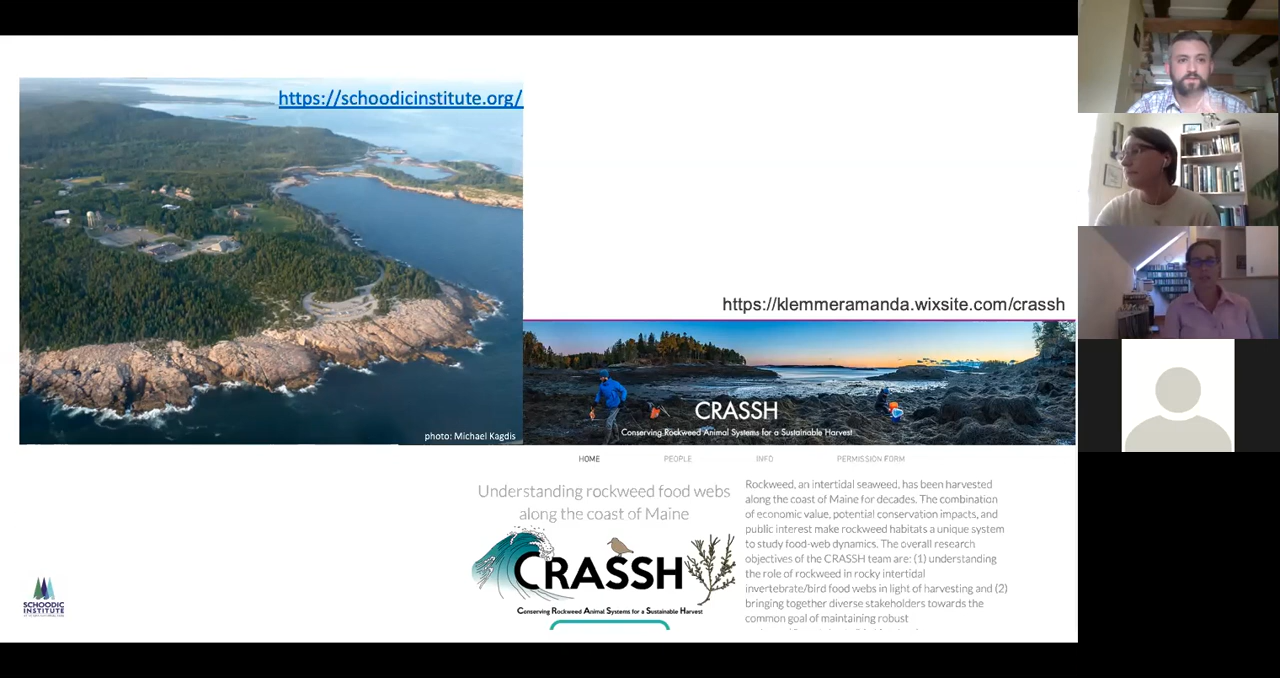 https://schoodicinstitute.org/
photo: Michael Kagdis
https://klemmeramanda.wixsite.com/crassh
CRASSH
Conserving Rockweed Animal Systems for a Sustainable Harvest
HOME PEOPLE INFO PERMISSION FORM
Understanding rockweed food webs
along the coast of Maine
CRASSH
Conserving Rockweed Animal Systems for a Sustainable Harvest
Rockweed, an intertidal seaweed, has been harvested
along the coast of Maine for decades. The combination
of economic value, potential conservation impacts, and
public interest make rockweed habitats a unique system
to study food-web dynamics. The overall research
objectives of the CRASSH team are: (1) understanding
the role of rockweed in rocky intertidal
invertebrate/bird food webs in light of harvesting and (2)
bringing together diverse stakeholders towards the
common goal of maintaining robust
SCHOODIC
INSTITUTE